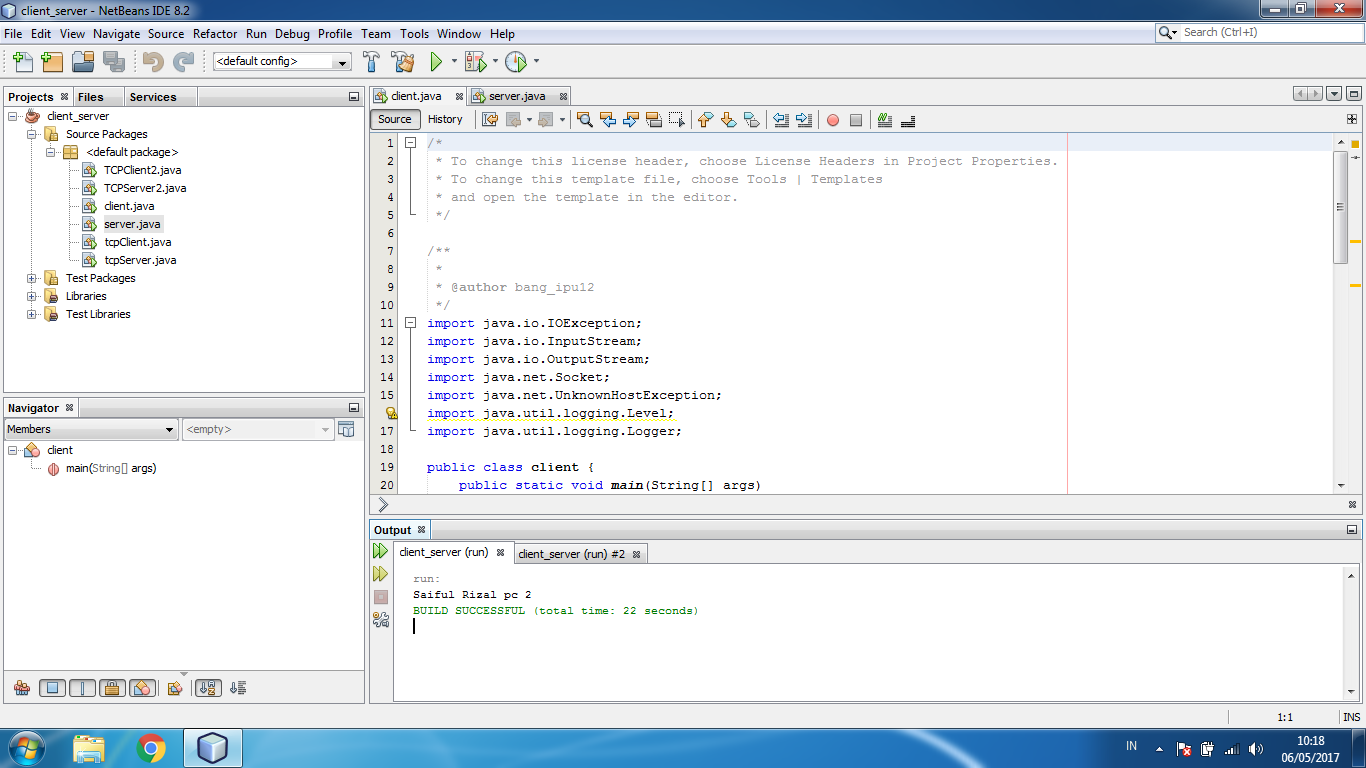 client_server - NetBeans IDE 8.2
File Edit View Navigate Source Refactor Run Debug Profile Team Tools Window Help
Search (Ctrl+I)
<default config>
Projects Files Services
client_server
Source Packages
<default package>
TCPClient2.java
TCPServer2.java
client.java
server.java
tcpClient.java
tcpServer.java
Test Packages
Libraries
Test Libraries
Navigator
Members <empty>
client
main(String[] args)
client.java server.java
Source History
1 /*
2 * To change this license header, choose License Headers in Project Properties.
3 * To change this template file, choose Tools | Templates
4 * and open the template in the editor.
5 */
6
7 /**
8 *
9 * @author bang_ipu12
10 */
11 import java.io.IOException;
12 import java.io.InputStream;
13 import java.io.OutputStream;
14 import java.net.Socket;
15 import java.net.UnknownHostException;
import java.util.logging.Level;
17 import java.util.logging.Logger;
18
19 public class client {
20 public static void main(String[] args)
Output
client_server (run) client_server (run) #2
run:
Saiful Rizal pc 2
BUILD SUCCESSFUL (total time: 22 seconds)
1:1 INS
IN
10:18
06/05/2017